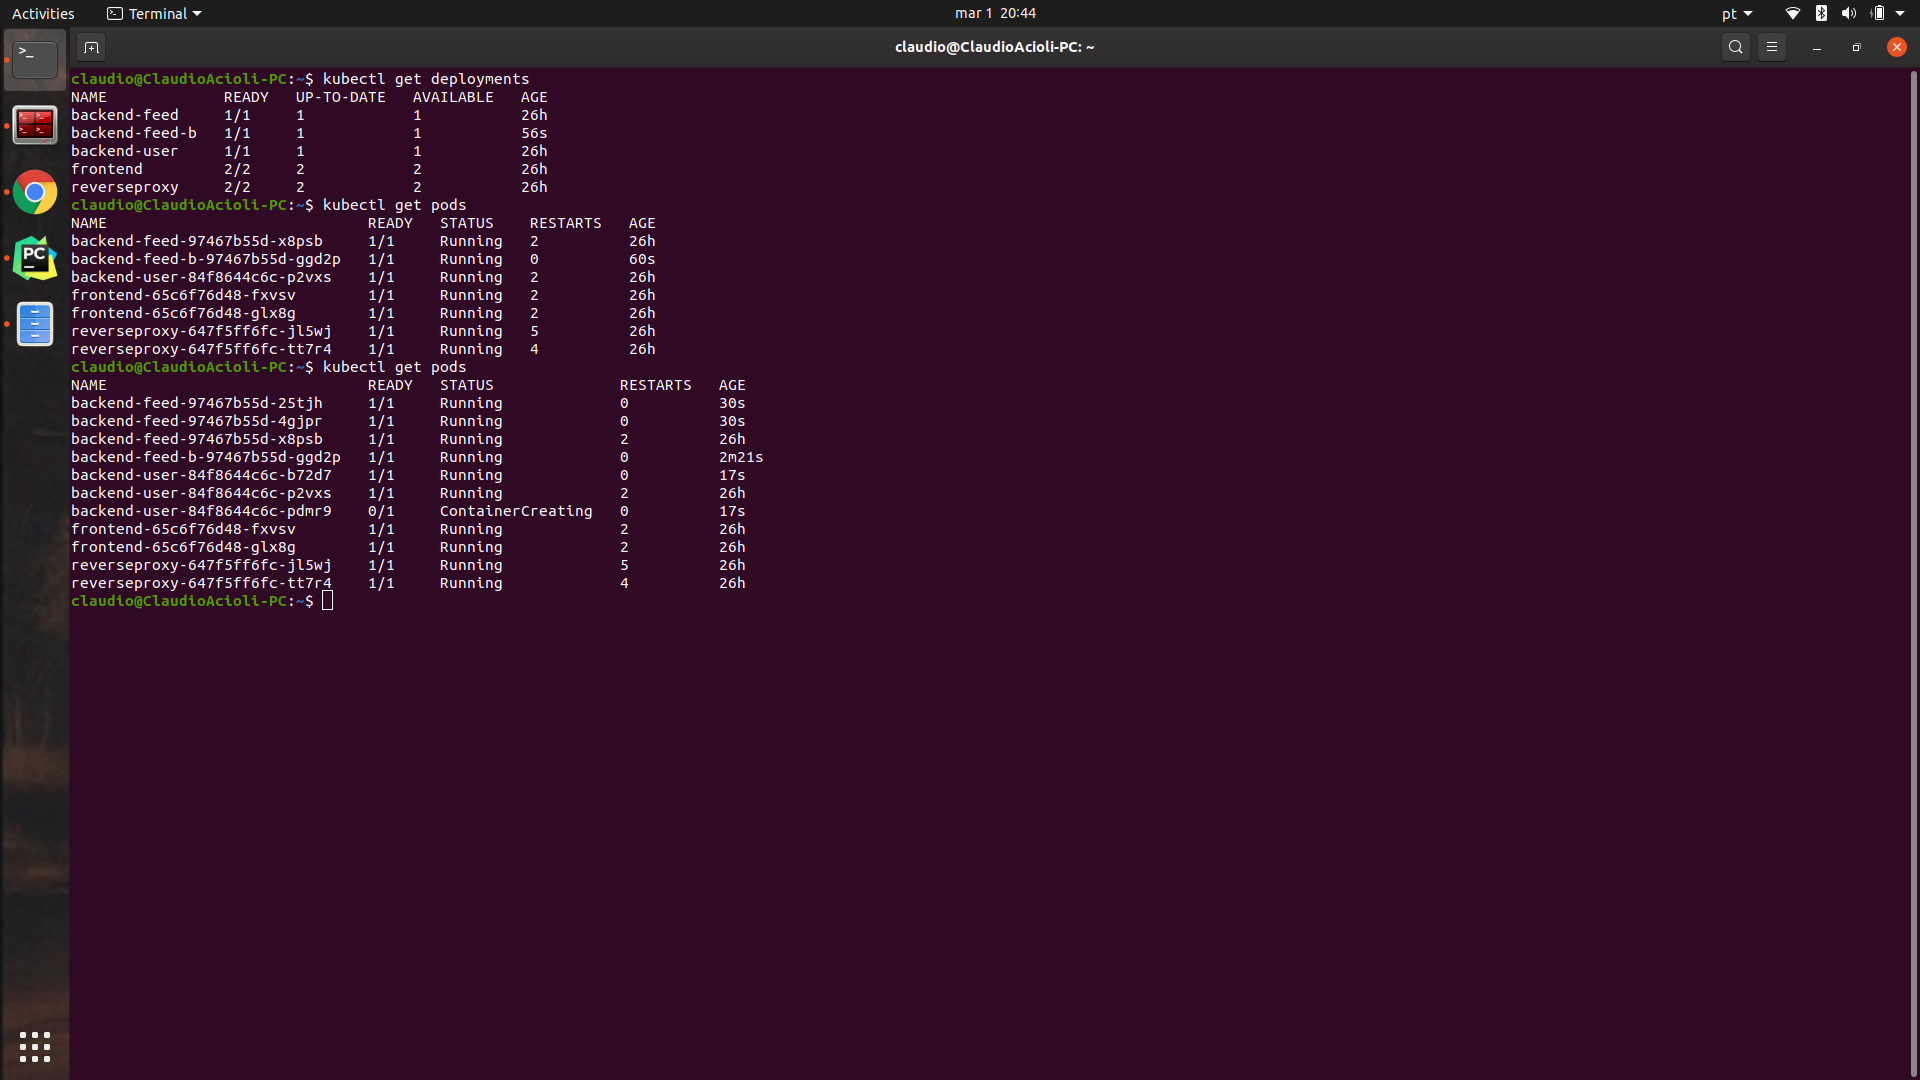 Activities Terminal mar 1 20:44 pt
claudio@ClaudioAcioli-PC: ~
claudio@ClaudioAcioli-PC:~$ kubectl get deployments
NAME READY UP-TO-DATE AVAILABLE AGE
backend-feed 1/1 1 1 26h
backend-feed-b 1/1 1 1 56s
backend-user 1/1 1 1 26h
frontend 2/2 2 2 26h
reverseproxy 2/2 2 2 26h
claudio@ClaudioAcioli-PC:~$ kubectl get pods
NAME READY STATUS RESTARTS AGE
backend-feed-97467b55d-x8psb 1/1 Running 2 26h
backend-feed-b-97467b55d-ggd2p 1/1 Running 0 60s
backend-user-84f8644c6c-p2vxs 1/1 Running 2 26h
frontend-65c6f76d48-fxvsv 1/1 Running 2 26h
frontend-65c6f76d48-glx8g 1/1 Running 2 26h
reverseproxy-647f5ff6fc-jl5wj 1/1 Running 5 26h
reverseproxy-647f5ff6fc-tt7r4 1/1 Running 4 26h
claudio@ClaudioAcioli-PC:~$ kubectl get pods
NAME READY STATUS RESTARTS AGE
backend-feed-97467b55d-25tjh 1/1 Running 0 30s
backend-feed-97467b55d-4gjpr 1/1 Running 0 30s
backend-feed-97467b55d-x8psb 1/1 Running 2 26h
backend-feed-b-97467b55d-ggd2p 1/1 Running 0 2m21s
backend-user-84f8644c6c-b72d7 1/1 Running 0 17s
backend-user-84f8644c6c-p2vxs 1/1 Running 2 26h
backend-user-84f8644c6c-pdmr9 0/1 ContainerCreating 0 17s
frontend-65c6f76d48-fxvsv 1/1 Running 2 26h
frontend-65c6f76d48-glx8g 1/1 Running 2 26h
reverseproxy-647f5ff6fc-jl5wj 1/1 Running 5 26h
reverseproxy-647f5ff6fc-tt7r4 1/1 Running 4 26h
claudio@ClaudioAcioli-PC:~$
PC